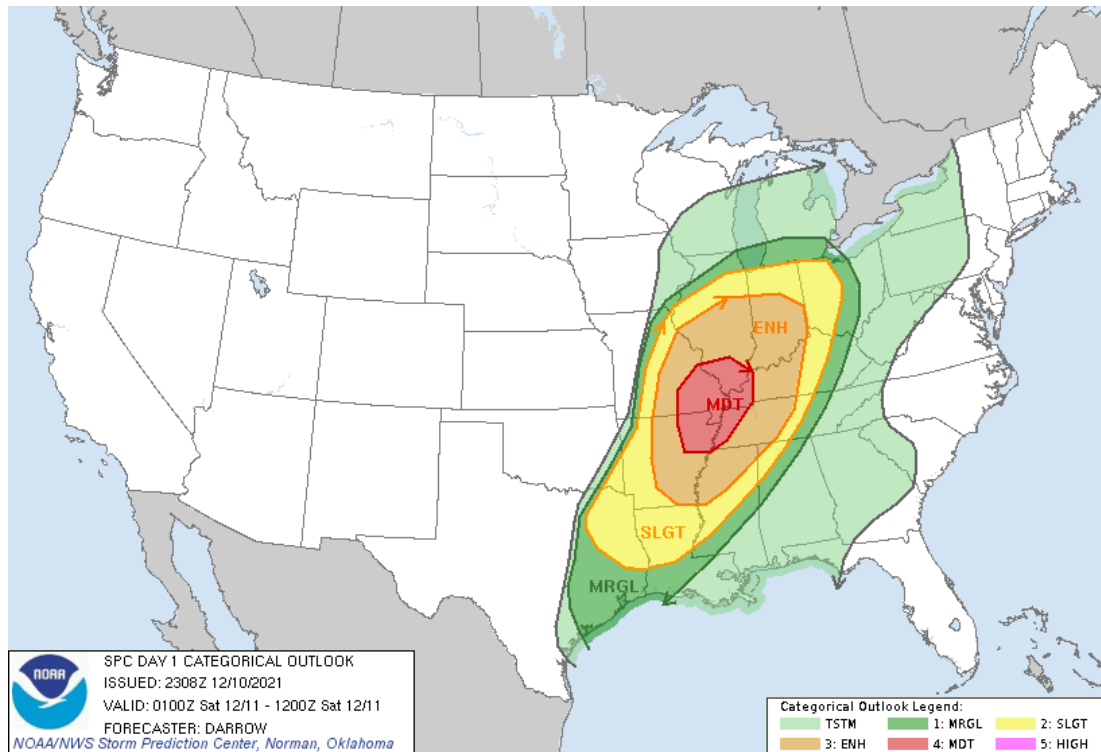 ENH
MDT
SLGT
MRGL
NOAA
SPC DAY 1 CATEGORICAL OUTLOOK
ISSUED: 2308Z 12/10/2021
VALID: 0100Z Sat 12/11 - 1200Z Sat 12/11
FORECASTER: DARROW
NOAA/NWS Storm Prediction Center, Norman, Oklahoma
Categorical Outlook Legend:
TSTM 1: MRGL 2: SLGT
3: ENH 4: MDT 5: HIGH